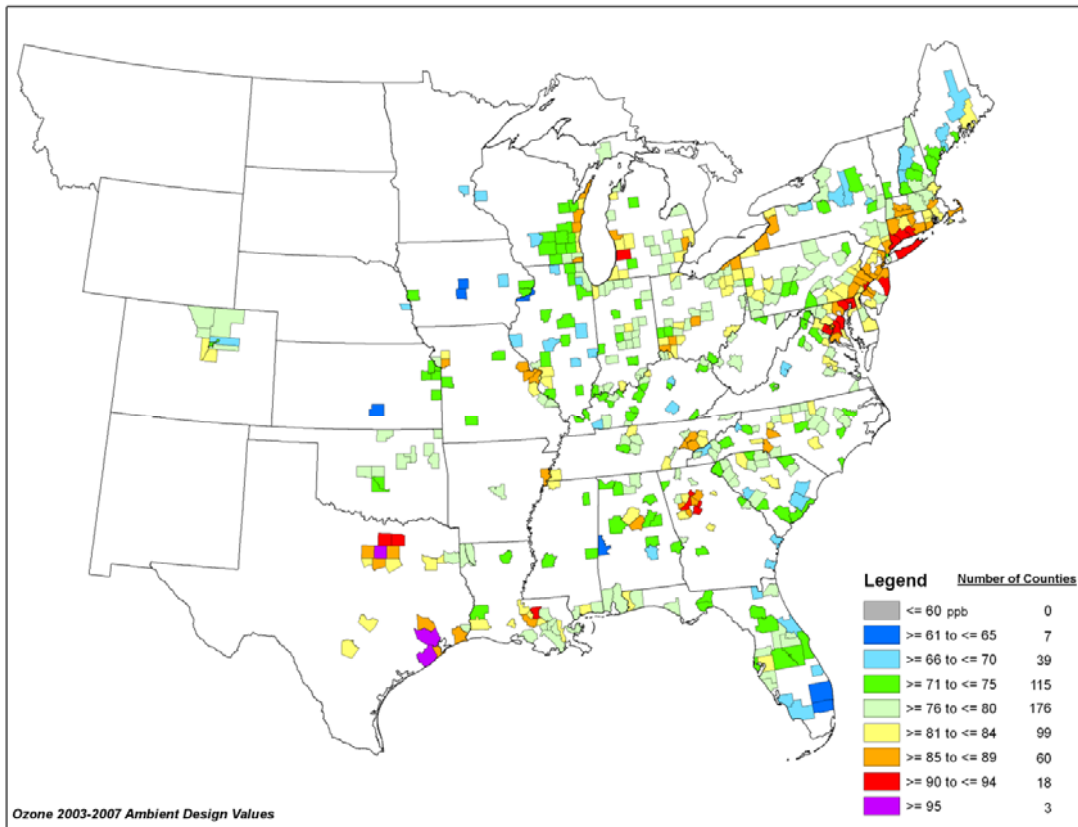 Legend Number of Counties
<= 60 ppb 0
>= 61 to <= 65 7
>= 66 to <= 70 39
>= 71 to <= 75 115
>= 76 to <= 80 176
>= 81 to <= 84 99
>= 85 to <= 89 60
>= 90 to <= 94 18
>= 95 3
Ozone 2003-2007 Ambient Design Values